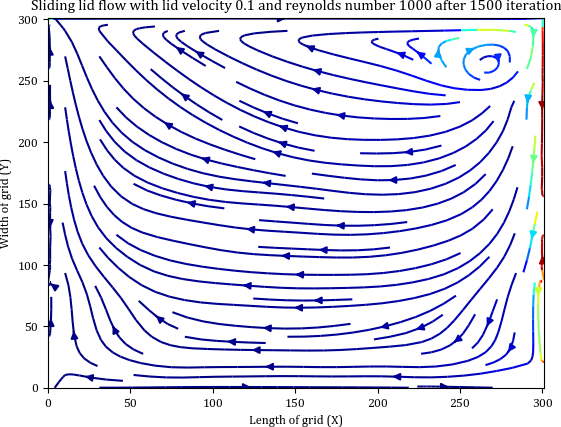 Sliding lid flow with lid velocity 0.1 and reynolds number 1000 after 1500 iteration
300
250
200
150
100
50
0
Width of grid (Y)
0 50 100 150 200 250 300
Length of grid (X)